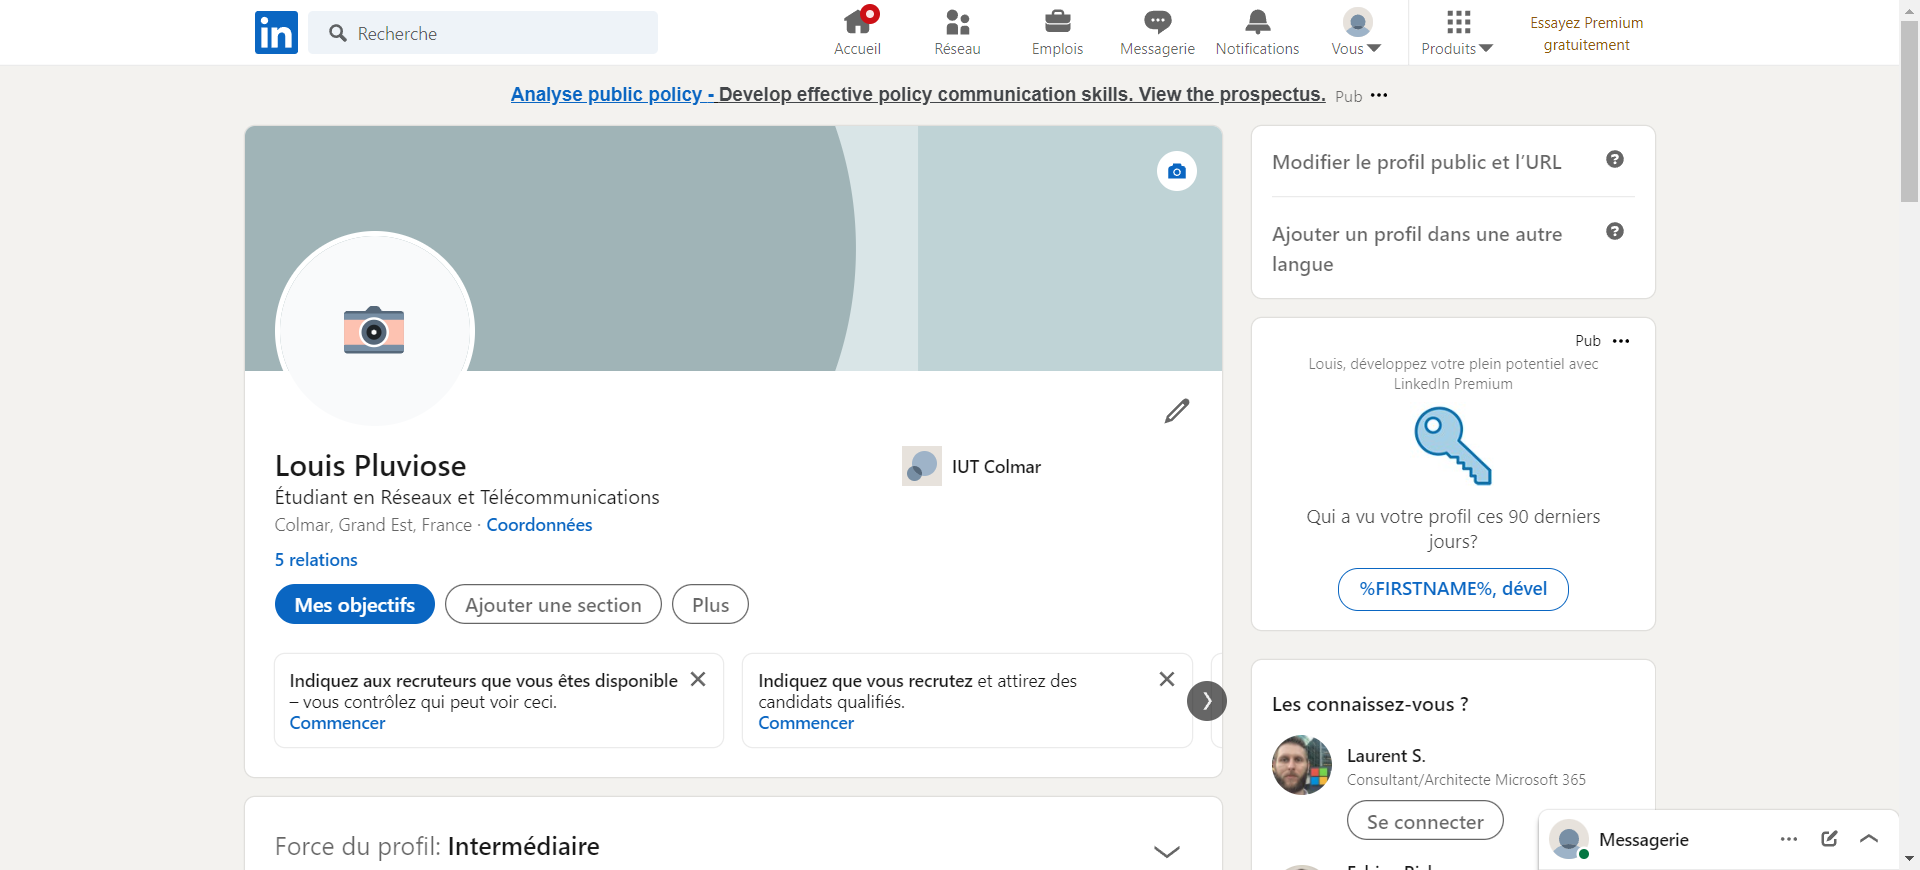 in
Recherche
Accueil
Réseau
Emplois
Messagerie
Notifications
Vous
Produits
Essayez Premium
gratuitement
Analyse public policy - Develop effective policy communication skills. View the prospectus. Pub
Louis Pluviose
Étudiant en Réseaux et Télécommunications
Colmar, Grand Est, France · Coordonnées
5 relations
IUT Colmar
Mes objectifs
Ajouter une section
Plus
Indiquez aux recruteurs que vous êtes disponible
– vous contrôlez qui peut voir ceci.
Commencer
Indiquez que vous recrutez et attirez des
candidats qualifiés.
Commencer
Force du profil: Intermédiaire
Modifier le profil public et l’URL
Ajouter un profil dans une autre
langue
Pub
Louis, développez votre plein potentiel avec
LinkedIn Premium
Qui a vu votre profil ces 90 derniers
jours?
%FIRSTNAME%, dével
Les connaissez-vous ?
Laurent S.
Consultant/Architecte Microsoft 365
Se connecter
Messagerie